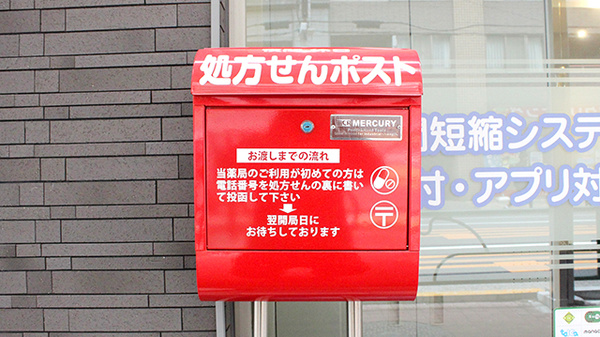 処方せんポスト
MERCURY
お渡しまでの流れ
当薬局のご利用が初めての方は
電話番号を処方せんの裏に書い
て投函して下さい
翌開局日に
お待ちしております
短縮システ
付・アプリ対